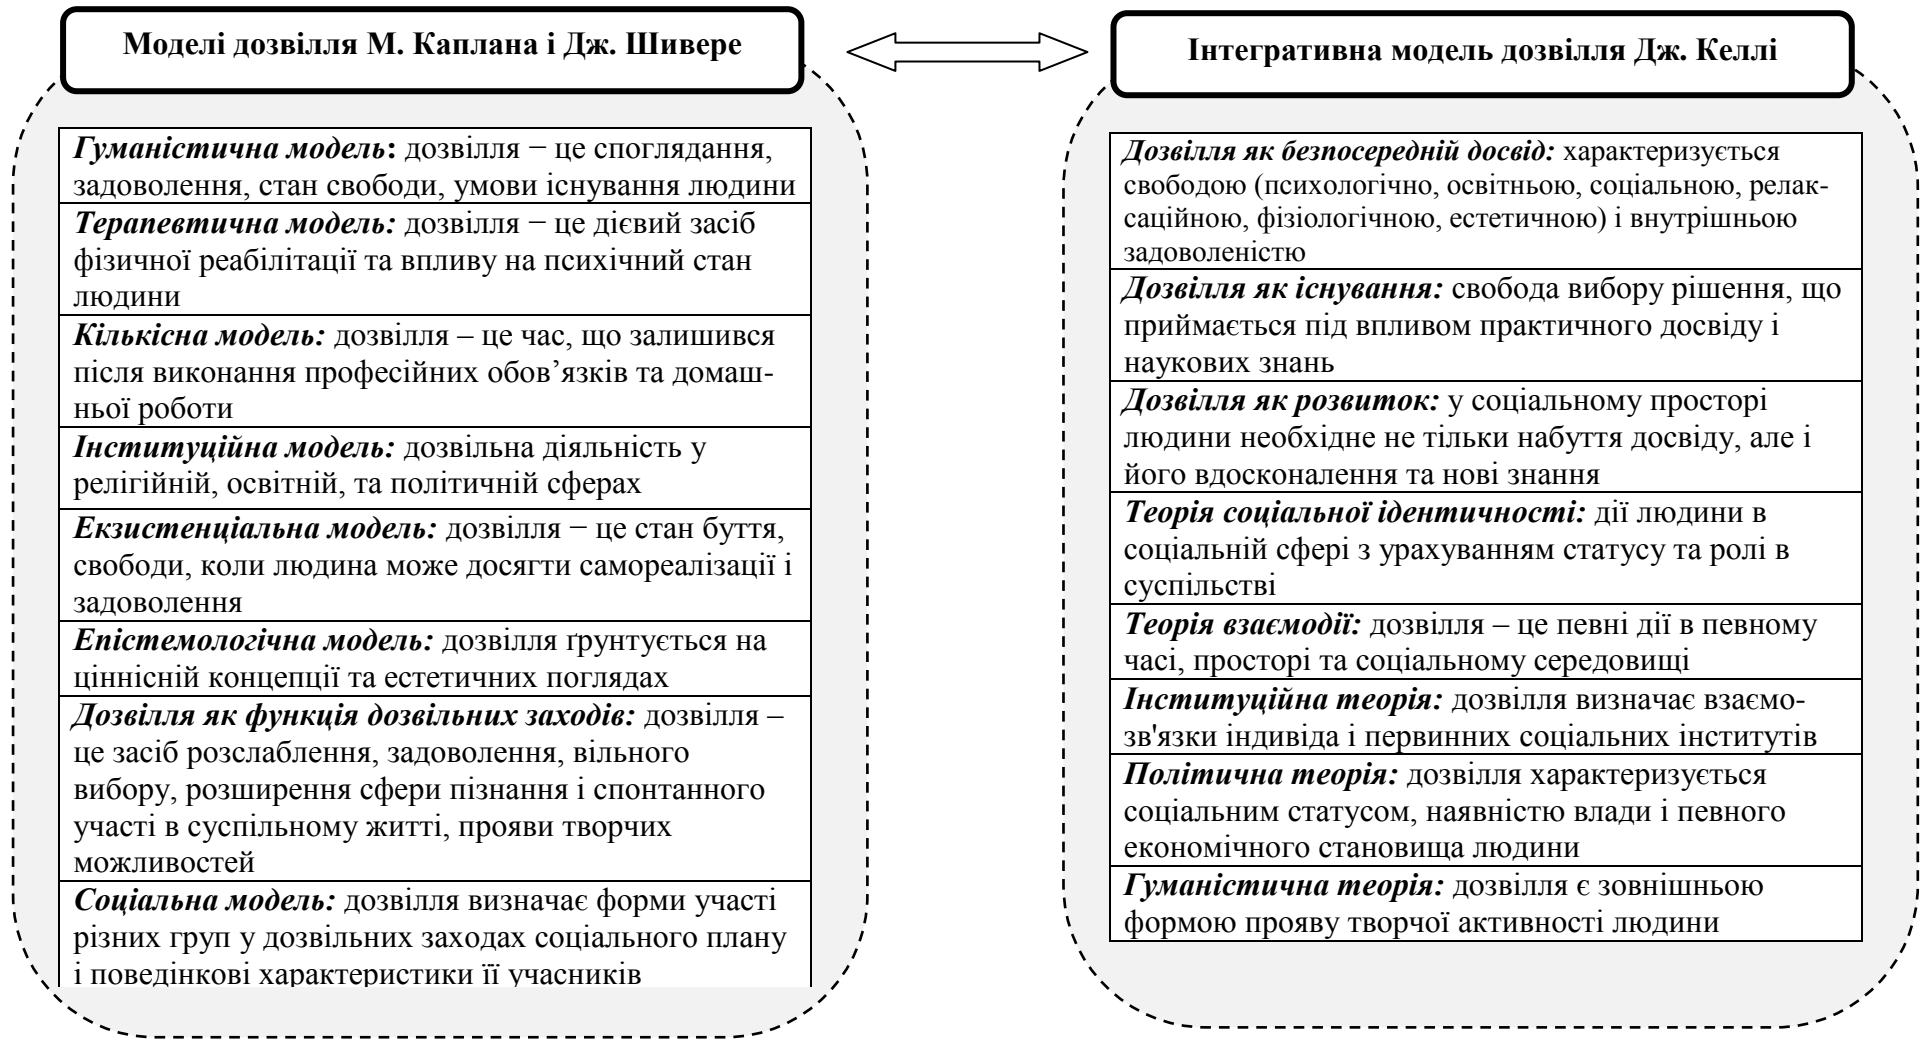 Моделі дозвілля М. Каплана і Дж. Шивере
Гуманістична модель: дозвілля − це споглядання,
задоволення, стан свободи, умови існування людини
Терапевтична модель: дозвілля − це дієвий засіб
фізичної реабілітації та впливу на психічний стан
людини
Кількісна модель: дозвілля – це час, що залишився
після виконання професійних обов’язків та домаш-
ньої роботи
Інституційна модель: дозвільна діяльність у
релігійній, освітній, та політичній сферах
Екзистенціальна модель: дозвілля − це стан буття,
свободи, коли людина може досягти самореалізації і
задоволення
Епістемологічна модель: дозвілля ґрунтується на
ціннісній концепції та естетичних поглядах
Дозвілля як функція дозвільних заходів: дозвілля –
це засіб розслаблення, задоволення, вільного
вибору, розширення сфери пізнання і спонтанного
участі в суспільному житті, прояви творчих
можливостей
Соціальна модель: дозвілля визначає форми участі
різних груп у дозвільних заходах соціального плану
і поведінкові характеристики її учасників
Інтегративна модель дозвілля Дж. Келлі
Дозвілля як безпосередній досвід: характеризується
свободою (психологічно, освітньою, соціальною, релак-
саційною, фізіологічною, естетичною) і внутрішньою
задоволеністю
Дозвілля як існування: свобода вибору рішення, що
приймається під впливом практичного досвіду і
наукових знань
Дозвілля як розвиток: у соціальному просторі
людини необхідне не тільки набуття досвіду, але і
його вдосконалення та нові знання
Теорія соціальної ідентичності: дії людини в
соціальній сфері з урахуванням статусу та ролі в
суспільстві
Теорія взаємодії: дозвілля – це певні дії в певному
часі, просторі та соціальному середовищі
Інституційна теорія: дозвілля визначає взаємо-
зв'язки індивіда і первинних соціальних інститутів
Політична теорія: дозвілля характеризується
соціальним статусом, наявністю влади і певного
економічного становища людини
Гуманістична теорія: дозвілля є зовнішньою
формою прояву творчої активності людини